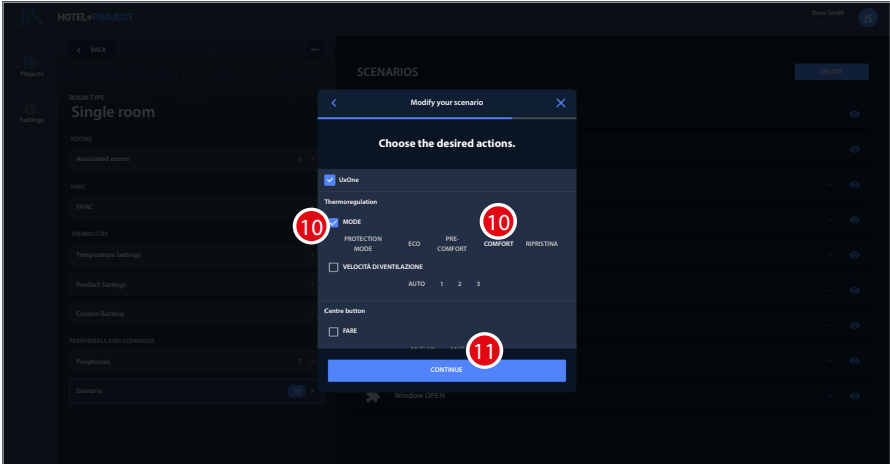 HOTEL+PROJECT
Jhon Smith
JS
BACK
Projects
Settings
ROOM TYPE
Single room
ROOMS
Associated rooms 2
HVAC
HVAC
THERMOSTAT
Temperature Settings
Product Settings
Custom Buttons
PERIPHERALS AND SCENARIOS
Peripherals 2
Scenario 10
SCENARIOS
CREATE
Window OPEN
Modify your scenario
Choose the desired actions.
UxOne
Thermoregulation
10 MODE 10
PROTECTION MODE ECO PRE-COMFORT COMFORT RIPRISTINA
VELOCITÀ DI VENTILAZIONE
AUTO 1 2 3
Centre button
FARE
11
CONTINUE